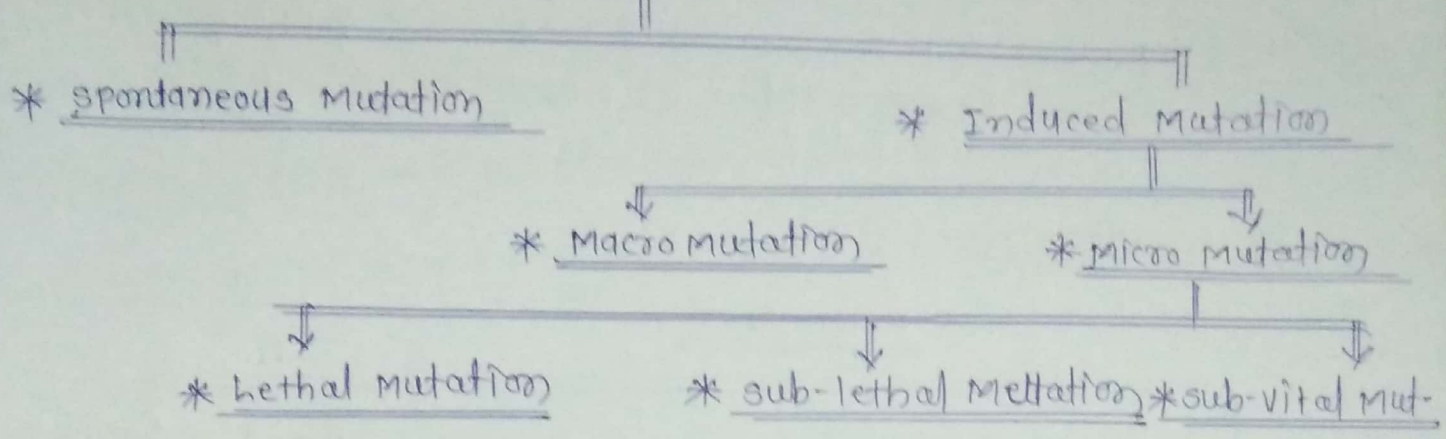 * Spontaneous Mutation
* Induced Mutation
* Macro mutation
* Micro mutation
* Lethal mutation
* sub-lethal Mettation
* sub-vital Mut-